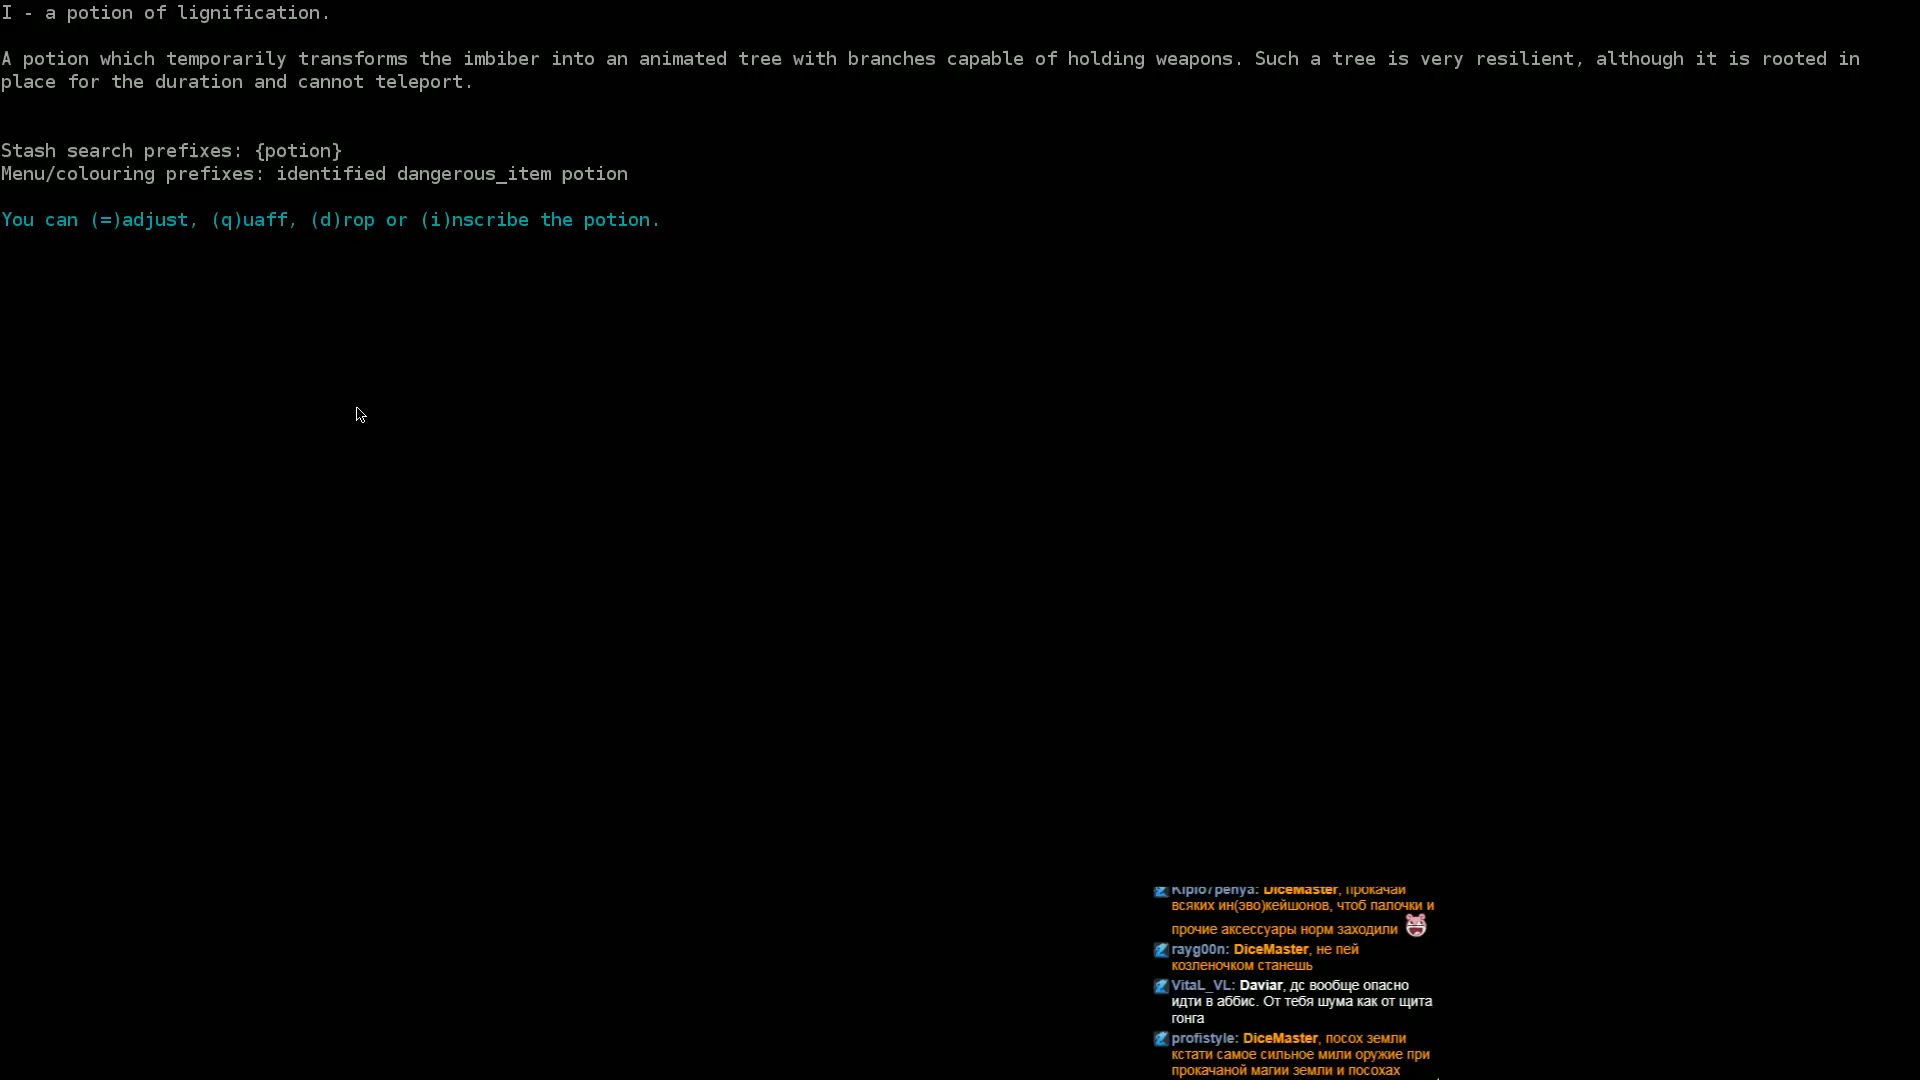 I - a potion of lignification.
A potion which temporarily transforms the imbiber into an animated tree with branches capable of holding weapons. Such a tree is very resilient, although it is rooted in
place for the duration and cannot teleport.
Stash search prefixes: {potion}
Menu/colouring prefixes: identified dangerous_item potion
You can (=)adjust, (q)uaff, (d)rop or (i)nscribe the potion.
DiceMaster, прокачай
всяких ин(эво)кейшонов, чтоб палочки и
прочие аксессуары норм заходили
rayg00n: DiceMaster, не пей
козленочком станешь
VitaL_VL: Daviar, дс вообще опасно
идти в аббис. От тебя шума как от щита
гонга
profistyle: DiceMaster, посох земли
кстати самое сильное мили оружие при
прокачаной магии земли и посохах